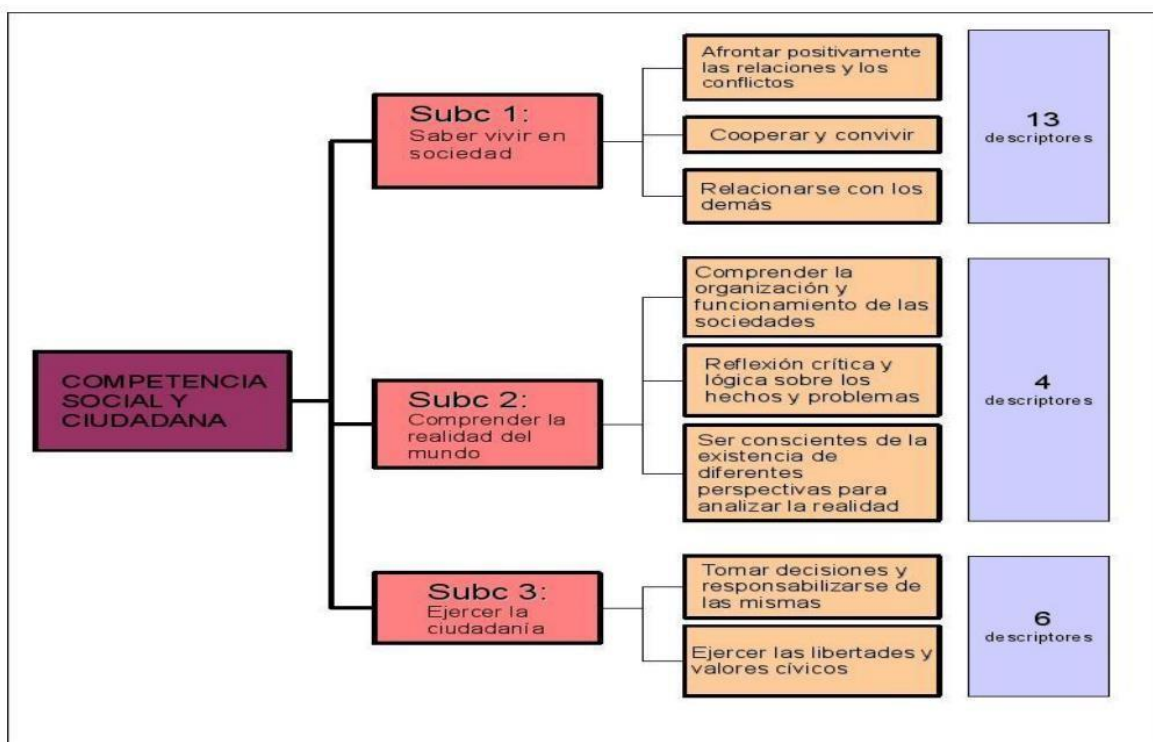 COMPETENCIA
SOCIAL Y
CIUDADANA
Subc 1:
Saber vivir en
sociedad
Afrontar positivamente
las relaciones y los
conflictos
Cooperar y convivir
Relacionarse con los
demás
13
descriptores
Subc 2:
Comprender la
realidad del
mundo
Comprender la
organización y
funcionamiento de las
sociedades
Reflexión crítica y
lógica sobre los
hechos y problemas
Ser conscientes de la
existencia de
diferentes
perspectivas para
analizar la realidad
4
descriptores
Subc 3:
Ejercer la
ciudadanía
Tomar decisiones y
responsabilizarse de
las mismas
Ejercer las libertades y
valores cívicos
6
descriptores